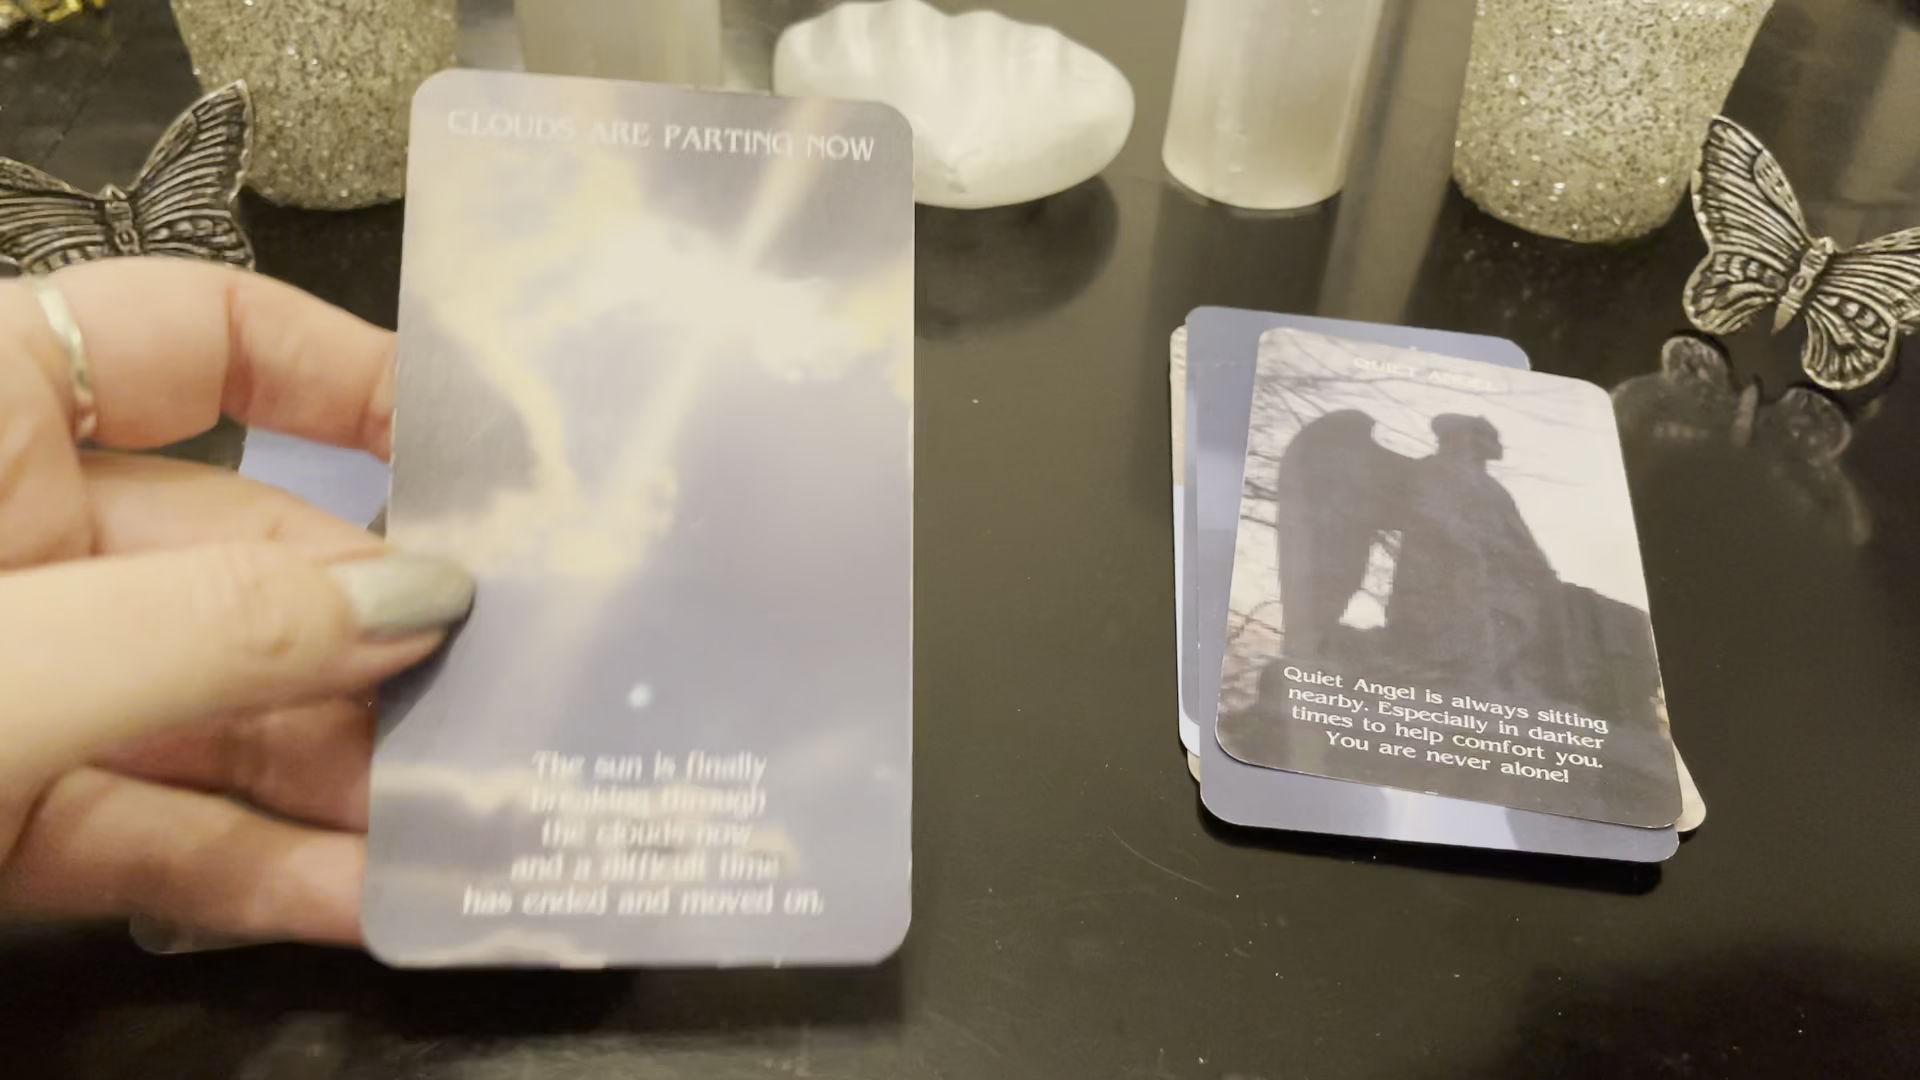 CLOUDS ARE PARTING NOW
The sun is finally
breaking through
the clouds now
and a difficult time
has ended and moved on.
QUIET ANGEL
Quiet Angel is always sitting
nearby. Especially in darker
times to help comfort you.
You are never alone!